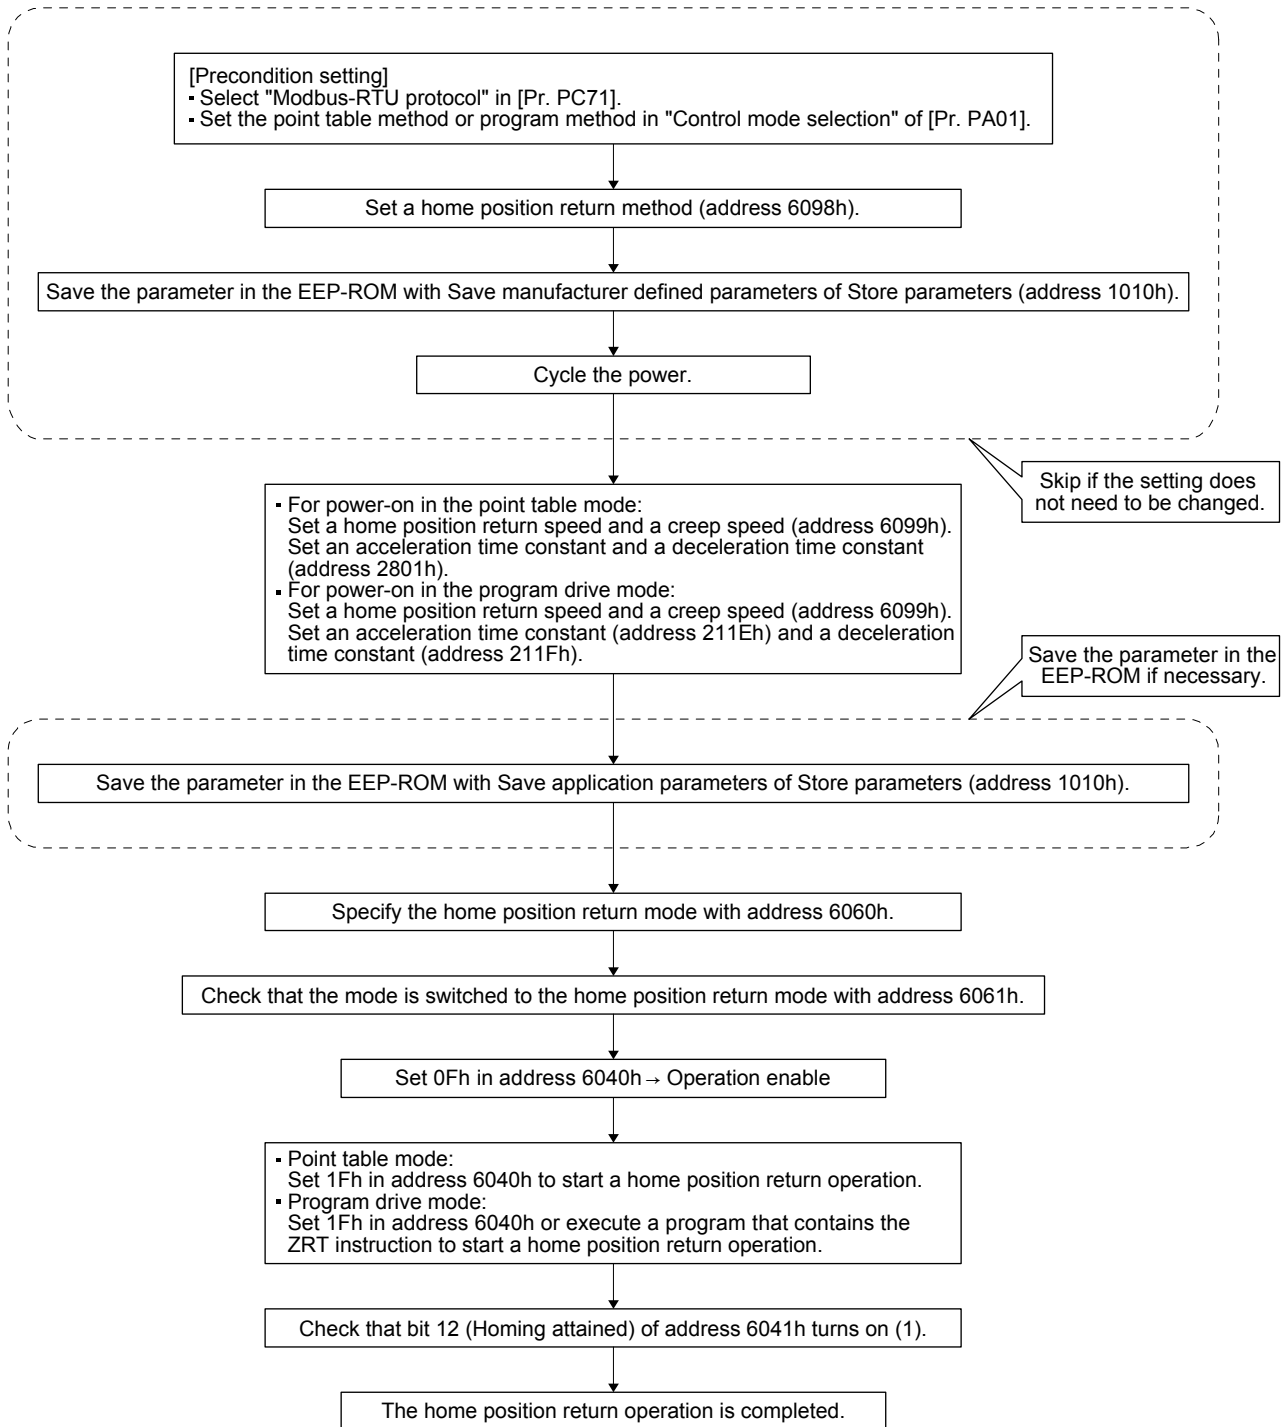 [Precondition setting]
▪ Select "Modbus-RTU protocol" in [Pr. PC71].
▪ Set the point table method or program method in "Control mode selection" of [Pr. PA01].
Set a home position return method (address 6098h).
Save the parameter in the EEP-ROM with Save manufacturer defined parameters of Store parameters (address 1010h).
Cycle the power.
Skip if the setting does
not need to be changed.
▪ For power-on in the point table mode:
Set a home position return speed and a creep speed (address 6099h).
Set an acceleration time constant and a deceleration time constant
(address 2801h).
▪ For power-on in the program drive mode:
Set a home position return speed and a creep speed (address 6099h).
Set an acceleration time constant (address 211Eh) and a deceleration
time constant (address 211Fh).
Save the parameter in the
EEP-ROM if necessary.
Save the parameter in the EEP-ROM with Save application parameters of Store parameters (address 1010h).
Specify the home position return mode with address 6060h.
Check that the mode is switched to the home position return mode with address 6061h.
Set 0Fh in address 6040h → Operation enable
▪ Point table mode:
Set 1Fh in address 6040h to start a home position return operation.
▪ Program drive mode:
Set 1Fh in address 6040h or execute a program that contains the
ZRT instruction to start a home position return operation.
Check that bit 12 (Homing attained) of address 6041h turns on (1).
The home position return operation is completed.